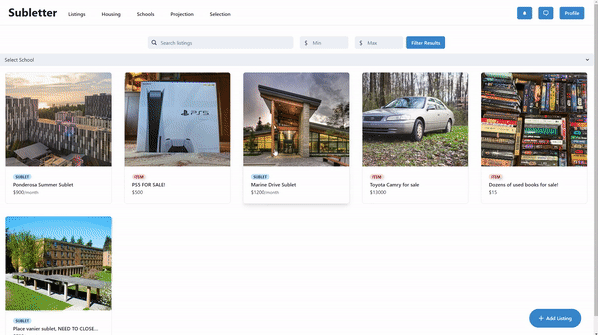 Subletter
Listings Housing Schools Projection Selection
Profile
Search listings $ Min $ Max Filter Results
Select School
PS5
SUBLET
Ponderosa Summer Sublet
$900/month
ITEM
PS5 FOR SALE!
$500
SUBLET
Marine Drive Sublet
$1200/month
ITEM
Toyota Camry for sale
$13000
ITEM
Dozens of used books for sale!
$15
SUBLET
Place vanier sublet, NEED TO CLOSE...
+ Add Listing